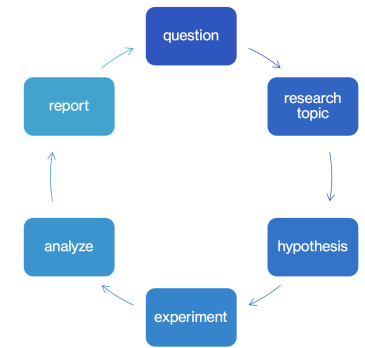 question
research
topic
hypothesis
experiment
analyze
report